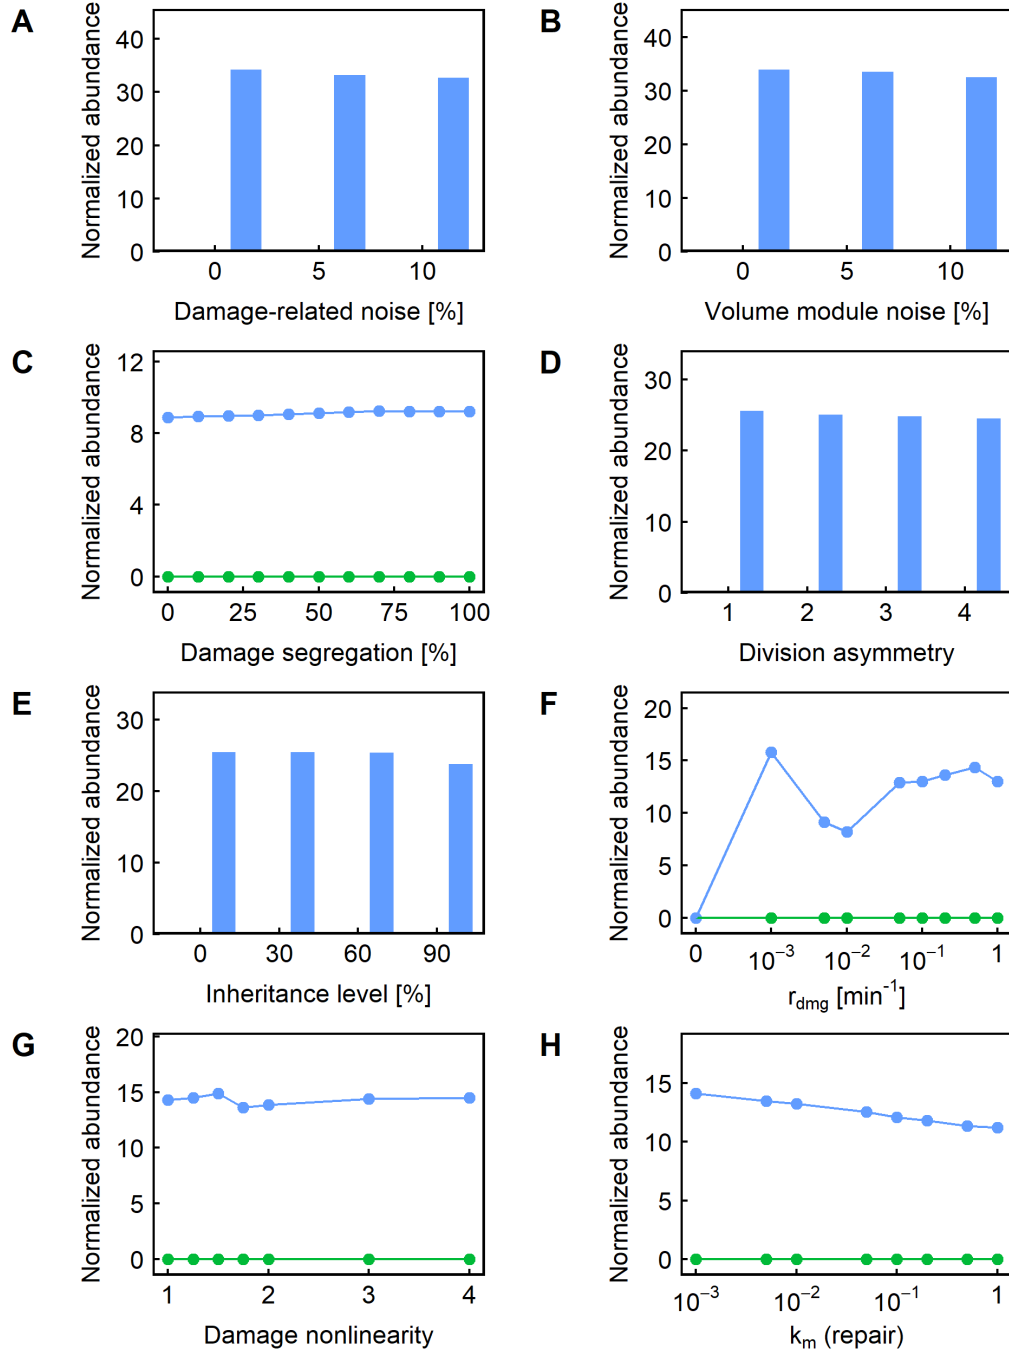 A
Normalized abundance
40
30
20
10
0
0 5 10
Damage-related noise [%]
B
Normalized abundance
40
30
20
10
0
0 5 10
Volume module noise [%]
C
Normalized abundance
12
8
4
0
0 25 50 75 100
Damage segregation [%]
D
Normalized abundance
30
20
10
0
1 2 3 4
Division asymmetry
E
Normalized abundance
30
20
10
0
0 30 60 90
Inheritance level [%]
F
Normalized abundance
20
15
10
5
0
0 10⁻³ 10⁻² 10⁻¹ 1
r_dmg [min⁻¹]
G
Normalized abundance
20
15
10
5
0
1 2 3 4
Damage nonlinearity
H
Normalized abundance
15
10
5
0
10⁻³ 10⁻² 10⁻¹ 1
kₘ (repair)